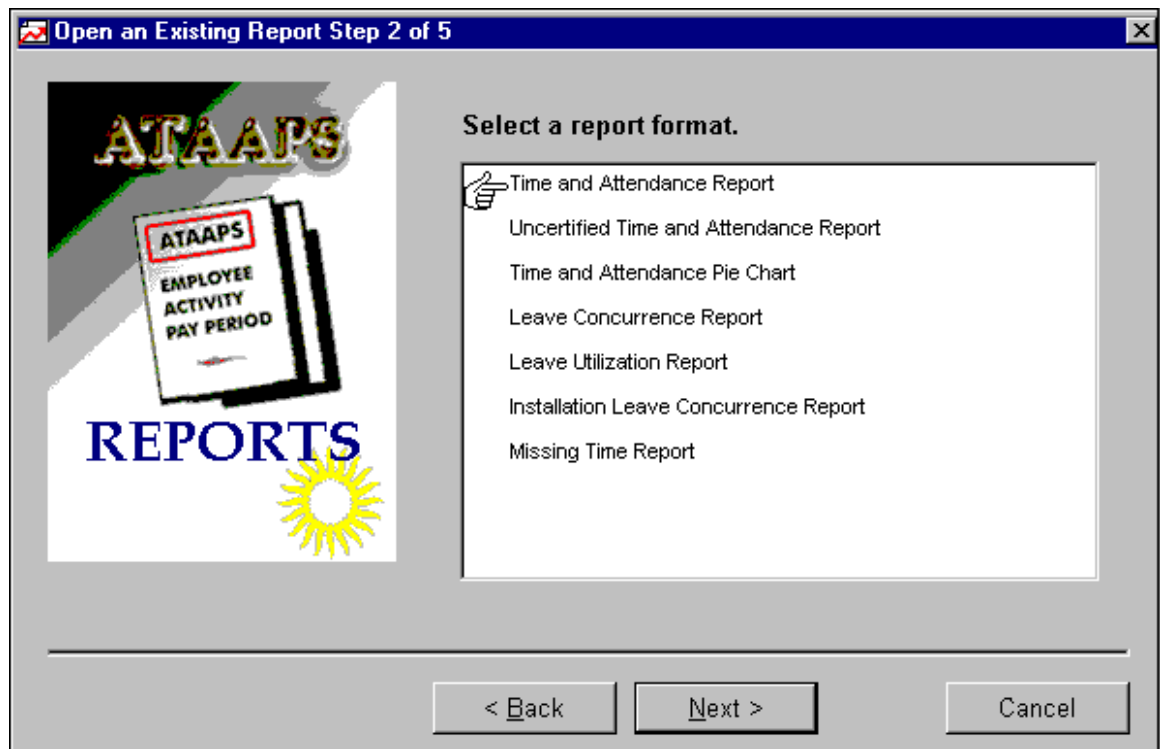 Open an Existing Report Step 2 of 5
ATAAPS
ATAAPS
EMPLOYEE
ACTIVITY
PAY PERIOD
REPORTS
Select a report format.
Time and Attendance Report
Uncertified Time and Attendance Report
Time and Attendance Pie Chart
Leave Concurrence Report
Leave Utilization Report
Installation Leave Concurrence Report
Missing Time Report
< Back
Next >
Cancel